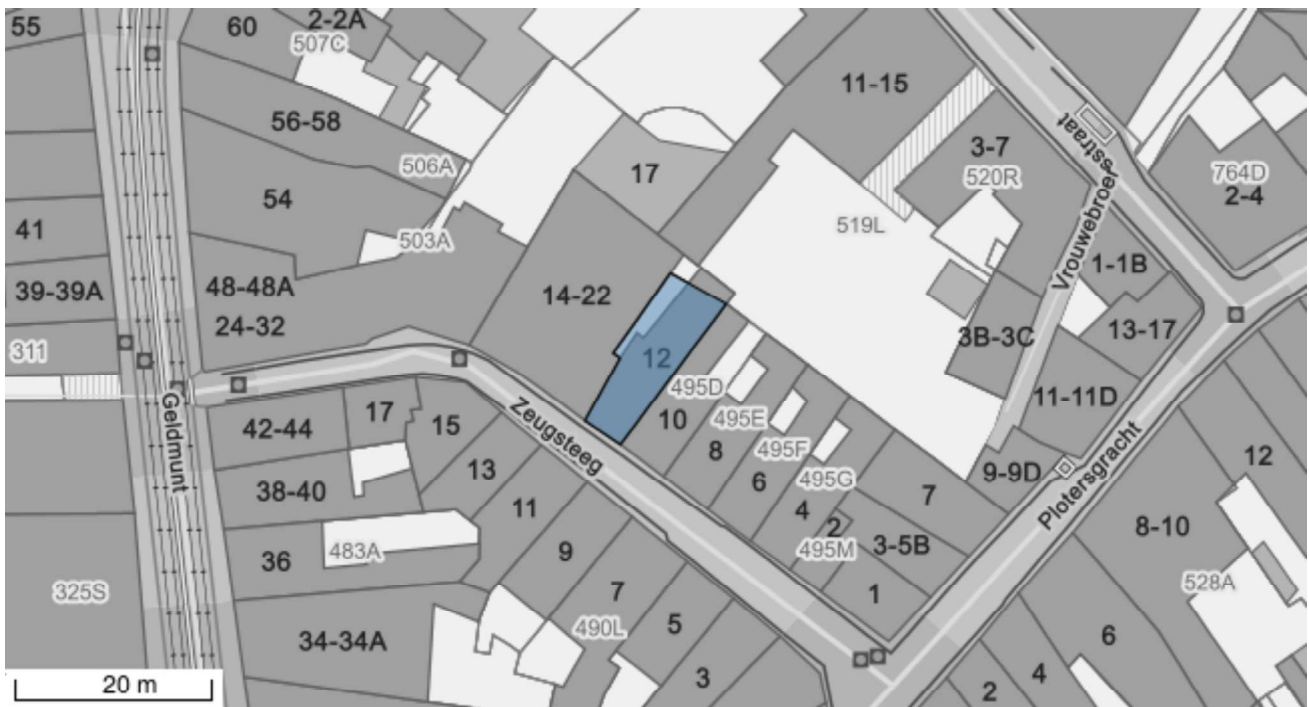 55
60
2-2A
507C
11-15
56-58
3-7
Vrouwebroersstraat
764D
2-4
506A
17
520R
54
519L
41
503A
1-1B
39-39A
48-48A
14-22
24-32
13-17
3B-3C
311
12
495D
11-11D
Geldmunt
42-44
17
15
Zeugsteeg
10
495E
8
495F
9-9D
Plotersgracht
12
13
38-40
6
495G
7
11
4
8-10
2
495M
3-5B
36
483A
9
325S
7
1
528A
490L
5
34-34A
6
3
4
2
20 m